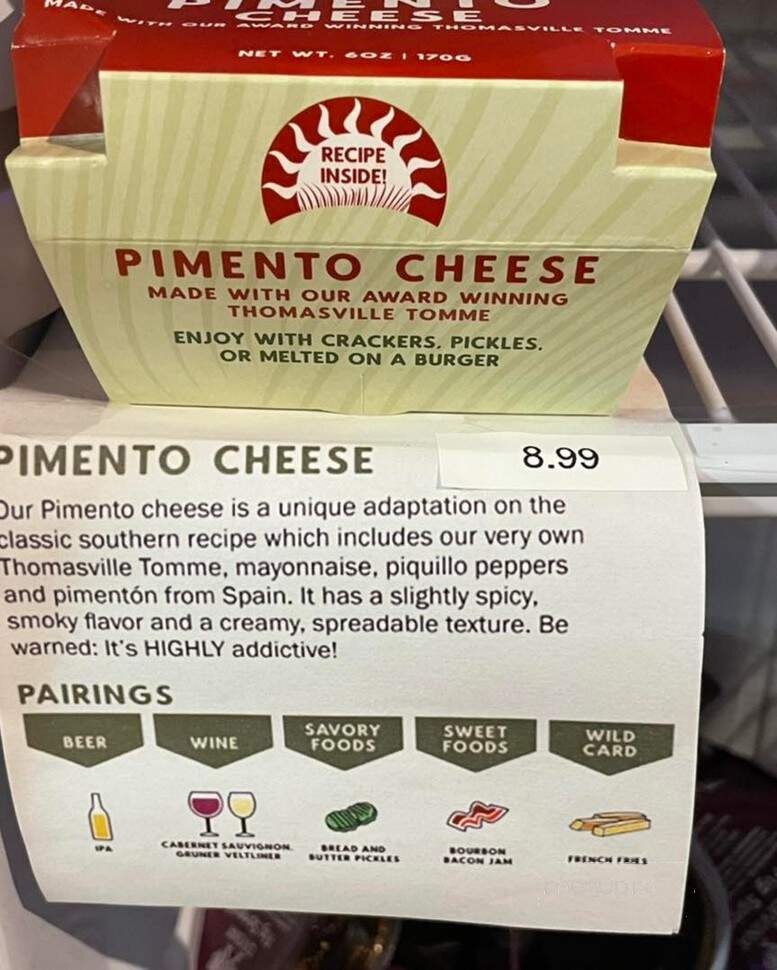 PIMENTO
CHEESE
MADE WITH OUR AWARD WINNING THOMASVILLE TOMME
NET WT. 6OZ | 170G
RECIPE
INSIDE!
PIMENTO CHEESE
MADE WITH OUR AWARD WINNING
THOMASVILLE TOMME
ENJOY WITH CRACKERS, PICKLES,
OR MELTED ON A BURGER
PIMENTO CHEESE
8.99
Our Pimento cheese is a unique adaptation on the
classic southern recipe which includes our very own
Thomasville Tomme, mayonnaise, piquillo peppers
and pimentón from Spain. It has a slightly spicy,
smoky flavor and a creamy, spreadable texture. Be
warned: It's HIGHLY addictive!
PAIRINGS
BEER
WINE
SAVORY
FOODS
SWEET
FOODS
WILD
CARD
IPA
CABERNET SAUVIGNON,
GRUNER VELTLINER
BREAD AND
BUTTER PICKLES
BOURBON
BACON JAM
FRENCH FRIES